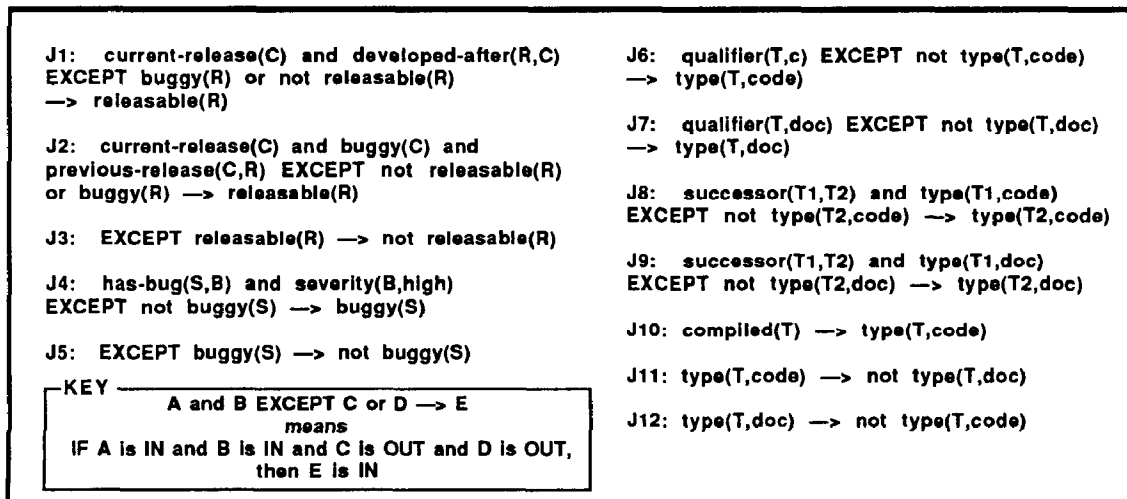 J1: current-release(C) and developed-after(R,C)
EXCEPT buggy(R) or not releasable(R)
—> releasable(R)
J2: current-release(C) and buggy(C) and
previous-release(C,R) EXCEPT not releasable(R)
or buggy(R) —> releasable(R)
J3: EXCEPT releasable(R) —> not releasable(R)
J4: has-bug(S,B) and severity(B,high)
EXCEPT not buggy(S) —> buggy(S)
J5: EXCEPT buggy(S) —> not buggy(S)
KEY
A and B EXCEPT C or D —> E
means
IF A is IN and B is IN and C is OUT and D is OUT,
then E is IN
J6: qualifier(T,c) EXCEPT not type(T,code)
—> type(T,code)
J7: qualifier(T,doc) EXCEPT not type(T,doc)
—> type(T,doc)
J8: successor(T1,T2) and type(T1,code)
EXCEPT not type(T2,code) —> type(T2,code)
J9: successor(T1,T2) and type(T1,doc)
EXCEPT not type(T2,doc) —> type(T2,doc)
J10: compiled(T) —> type(T,code)
J11: type(T,code) —> not type(T,doc)
J12: type(T,doc) —> not type(T,code)